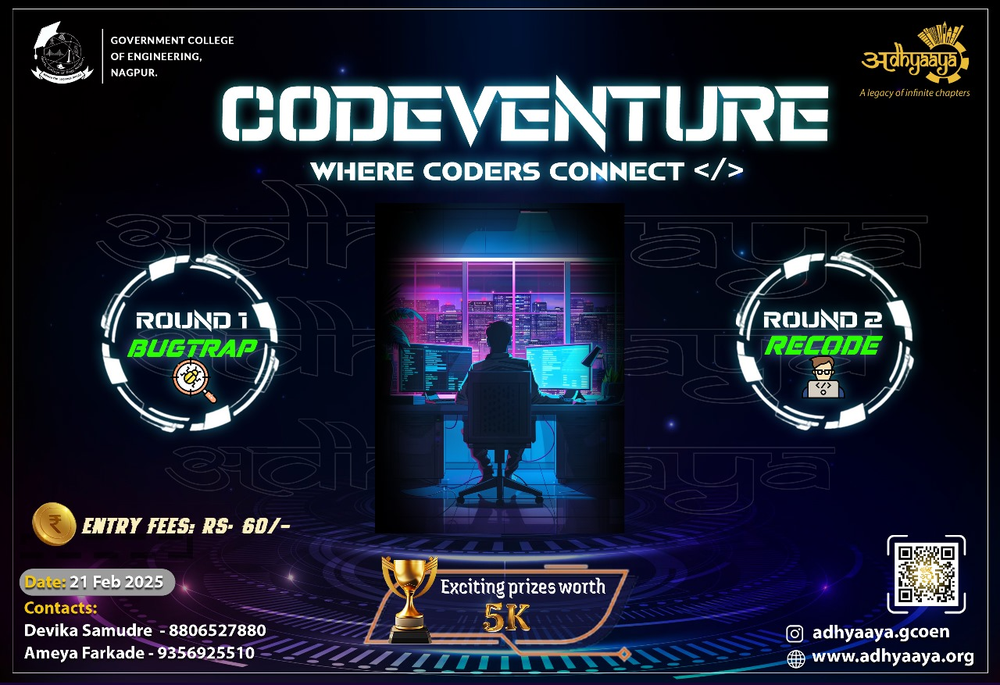 GOVERNMENT COLLEGE
OF ENGINEERING,
NAGPUR.
अdhyaaya
A legacy of infinite chapters
CODEVENTURE
WHERE CODERS CONNECT </>
ROUND 1
BUGTRAP
ROUND 2
RECODE
ENTRY FEES: RS. 60/-
Date: 21 Feb 2025
Contacts:
Devika Samudre - 8806527880
Ameya Farkade - 9356925510
Exciting prizes worth
5K
adhyaaya.gcoen
www.adhyaaya.org